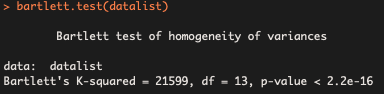 > bartlett.test(datalist)
Bartlett test of homogeneity of variances
data:  datalist
Bartlett's K-squared = 21599, df = 13, p-value < 2.2e-16